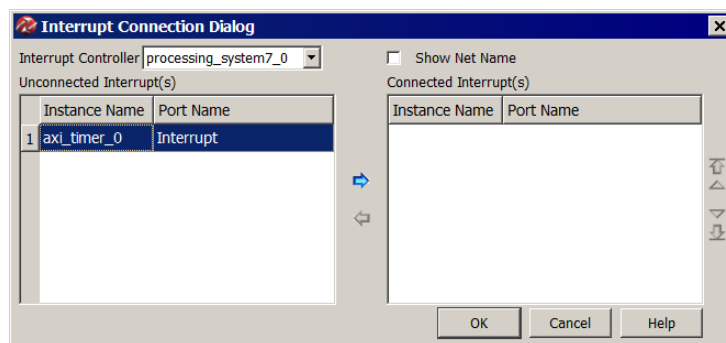 Interrupt Connection Dialog
Interrupt Controller processing_system7_0
Show Net Name
Unconnected Interrupt(s)
Connected Interrupt(s)
Instance Name Port Name
Instance Name Port Name
1 axi_timer_0 Interrupt
OK Cancel Help